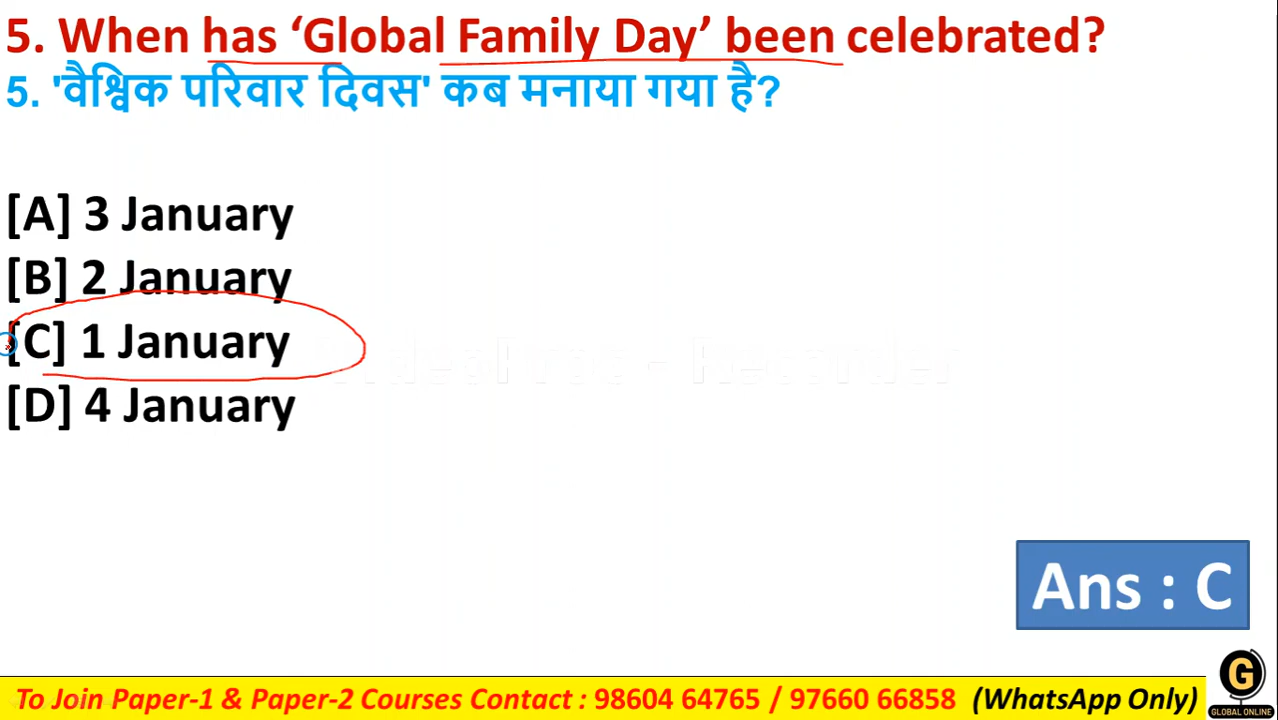 5. When has ‘Global Family Day’ been celebrated?
5. 'वैश्विक परिवार दिवस' कब मनाया गया है?
[A] 3 January
[B] 2 January
[C] 1 January
VideoProc - Recorder
[D] 4 January
Ans : C
G
GLOBAL ONLINE
To Join Paper-1 & Paper-2 Courses Contact : 98604 64765 / 97660 66858 (WhatsApp Only)